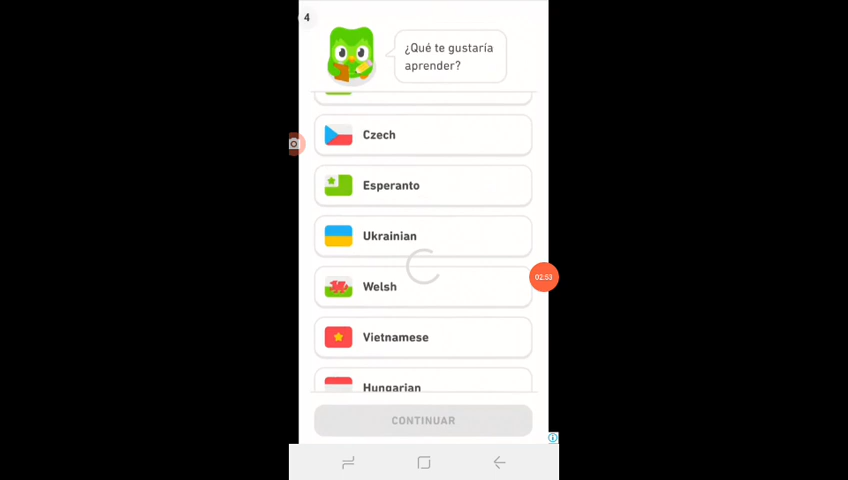 4
¿Qué te gustaría
aprender?
Czech
Esperanto
Ukrainian
Welsh
02:53
Vietnamese
Hungarian
CONTINUAR